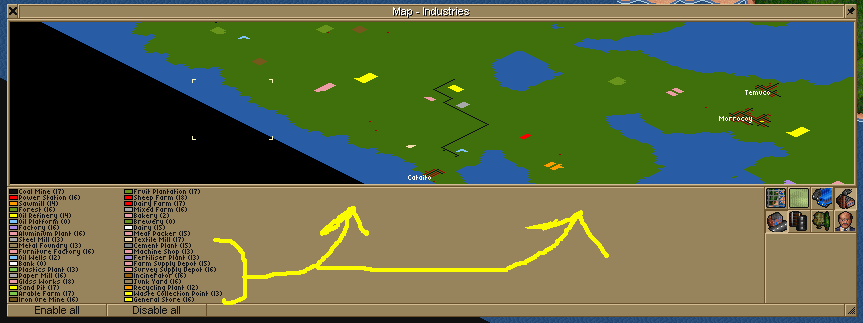 Map - Industries
Temuco
Morrocoy
Cataito
Coal Mine (17)
Power Station (16)
Sawmill (14)
Forest (16)
Oil Refinery (14)
Oil Platform (0)
Factory (16)
Aluminium Plant (16)
Steel Mill (13)
Metal Foundry (13)
Furniture Factory (16)
Oil Wells (12)
Bank (0)
Plastics Plant (13)
Paper Mill (16)
Glass Works (18)
Sand Pit (17)
Arable Farm (17)
Iron Ore Mine (16)
Fruit Plantation (17)
Sheep Farm (13)
Dairy Farm (17)
Mixed Farm (16)
Bakery (2)
Brewery (0)
Dairy (15)
Meat Packer (15)
Textile Mill (17)
Cement Plant (15)
Machine Shop (13)
Fertiliser Plant (13)
Farm Supply Depot (15)
Survey Supply Depot (16)
Incinerator (16)
Junk Yard (16)
Recycling Plant (12)
Waste Collection Point (13)
General Store (16)
Enable all
Disable all